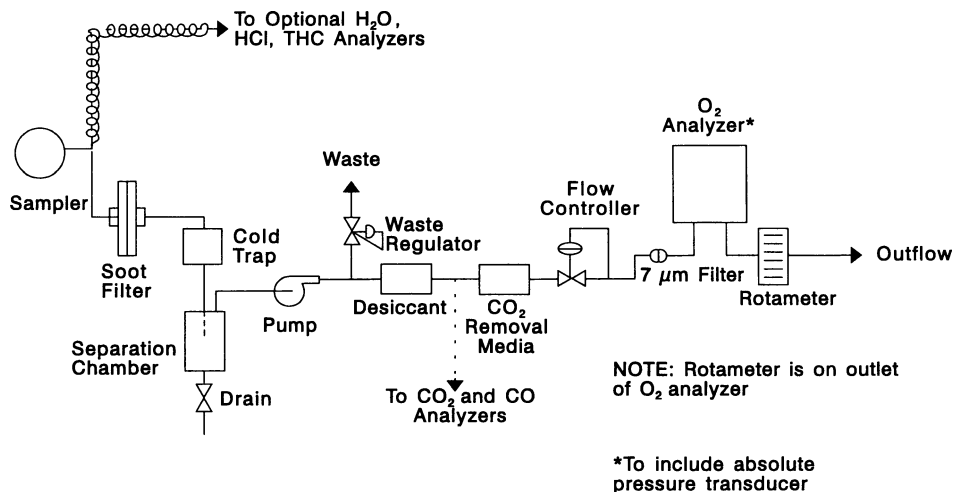 To Optional H₂O,
HCl, THC Analyzers
O₂
Analyzer*
Waste
Flow
Controller
Sampler
Waste
Regulator
Cold
Trap
Outflow
Soot
Filter
7 μm Filter
Rotameter
Desiccant
Pump
CO₂
Removal
Media
Separation
Chamber
NOTE: Rotameter is on outlet
of O₂ analyzer
Drain
To CO₂ and CO
Analyzers
*To include absolute
pressure transducer